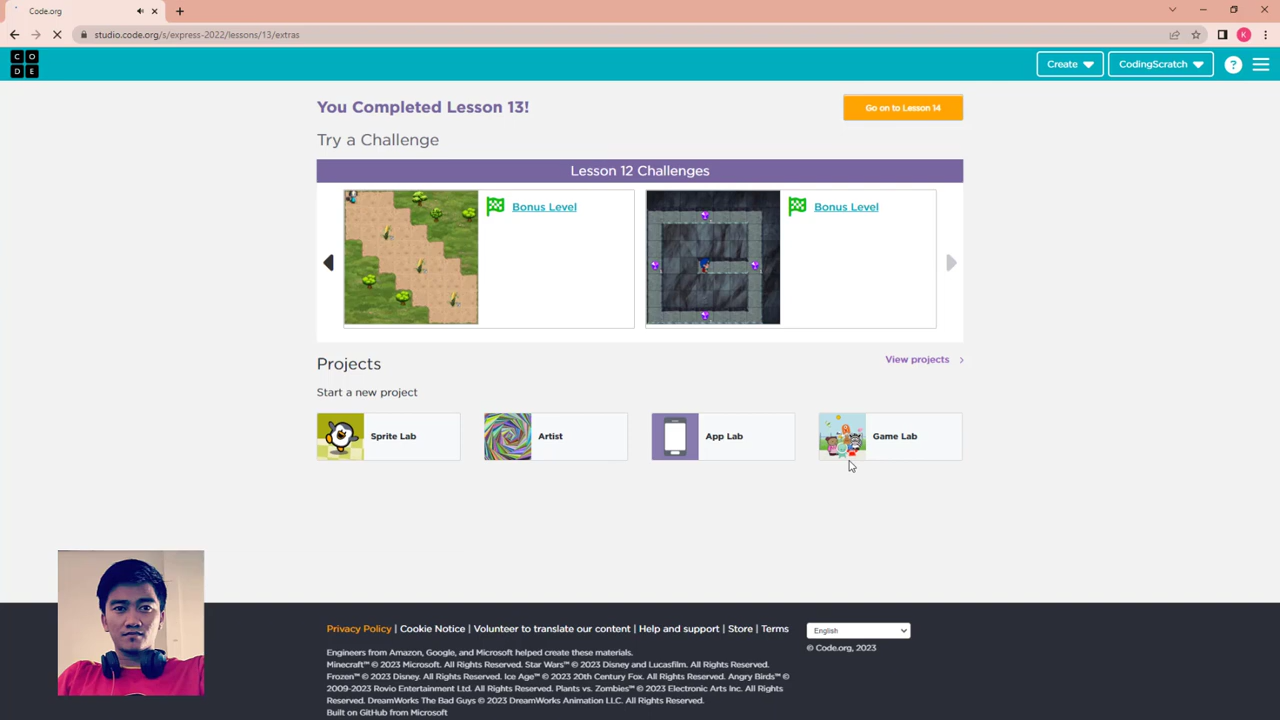 Code.org
studio.code.org/s/express-2022/lessons/13/extras
K
C O
D E
Create
CodingScratch
?
You Completed Lesson 13!
Go on to Lesson 14
Try a Challenge
Lesson 12 Challenges
Bonus Level
Bonus Level
Projects
View projects
Start a new project
Sprite Lab
Artist
App Lab
Game Lab
Privacy Policy | Cookie Notice | Volunteer to translate our content | Help and support | Store | Terms
English
© Code.org, 2023
Engineers from Amazon, Google, and Microsoft helped create these materials.
Minecraft™ © 2023 Microsoft. All Rights Reserved. Star Wars™ © 2023 Disney and Lucasfilm. All Rights Reserved.
Frozen™ © 2023 Disney. All Rights Reserved. Ice Age™ © 2023 20th Century Fox. All Rights Reserved. Angry Birds™ ©
2009-2023 Rovio Entertainment Ltd. All Rights Reserved. Plants vs. Zombies™ © 2023 Electronic Arts Inc. All Rights
Reserved. DreamWorks The Bad Guys © 2023 DreamWorks Animation LLC. All Rights Reserved.
Built on GitHub from Microsoft